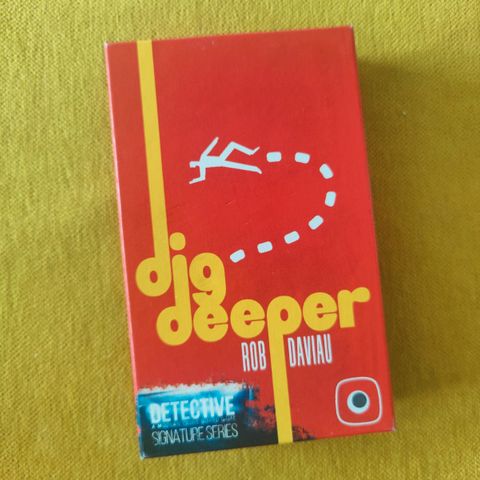 dig
deeper
ROB DAVIAU
DETECTIVE
SIGNATURE SERIES